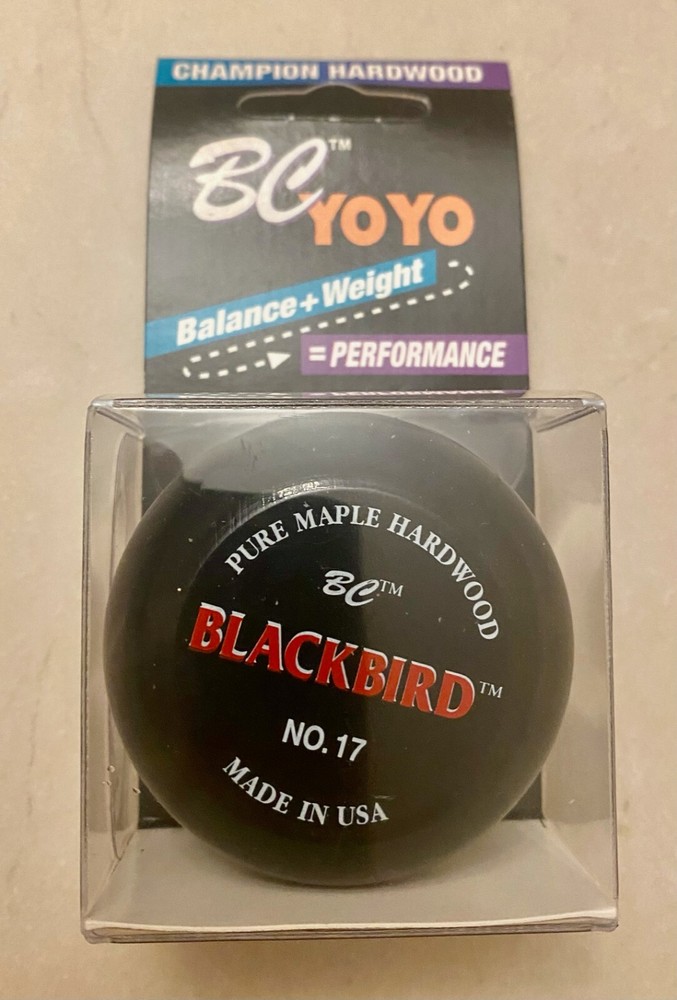 CHAMPION HARDWOOD
BC™
YOYO
Balance+Weight
= PERFORMANCE
PURE MAPLE HARDWOOD
BC™
BLACKBIRD™
NO. 17
MADE IN USA